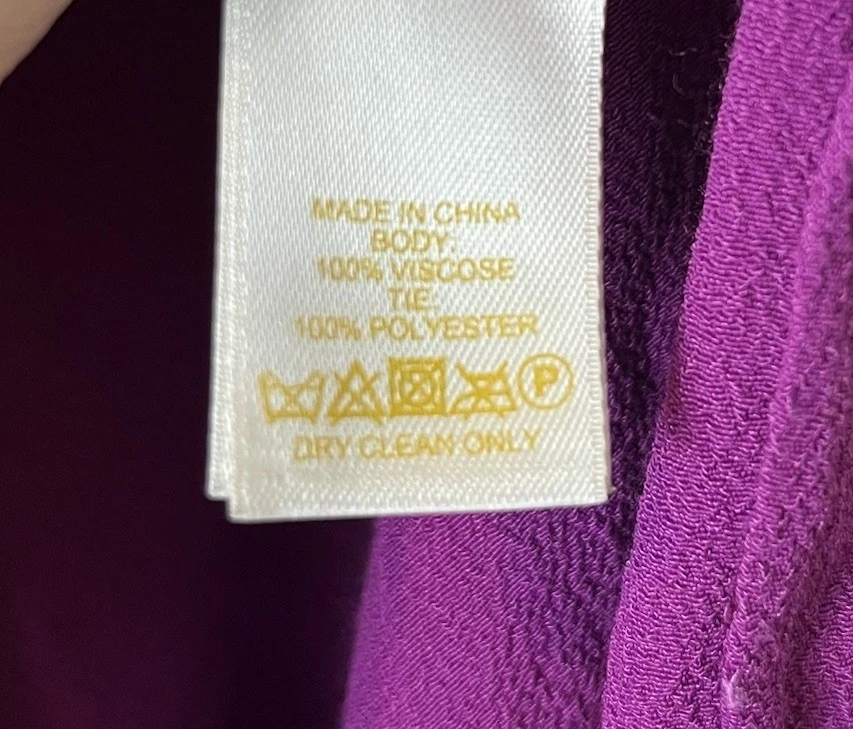 MADE IN CHINA
BODY:
100% VISCOSE
TIE:
100% POLYESTER
P
DRY CLEAN ONLY